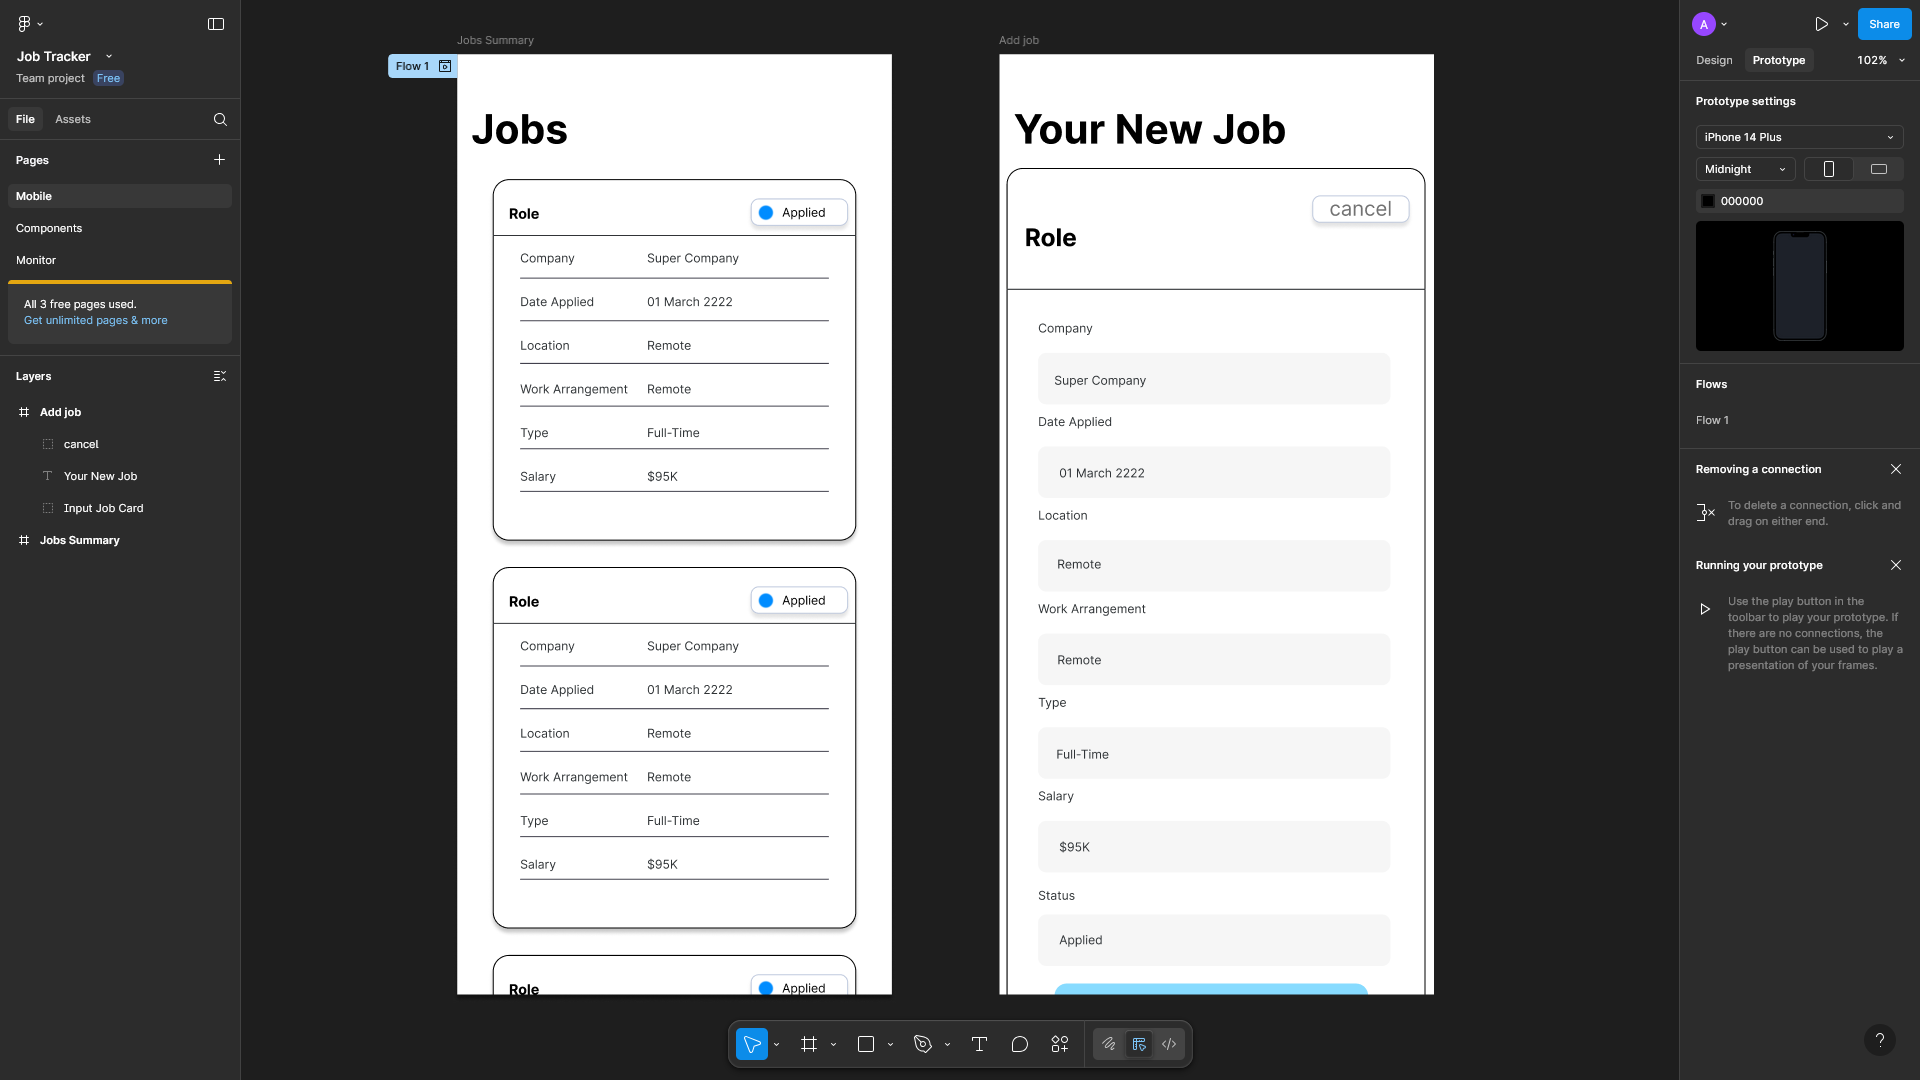 Job Tracker
Team project Free
File Assets
Pages
Mobile
Components
Monitor
All 3 free pages used.
Get unlimited pages & more
Layers
Add job
cancel
Your New Job
Input Job Card
Jobs Summary
Jobs Summary
Flow 1
Jobs
Role Applied
Company Super Company
Date Applied 01 March 2222
Location Remote
Work Arrangement Remote
Type Full-Time
Salary $95K
Role Applied
Company Super Company
Date Applied 01 March 2222
Location Remote
Work Arrangement Remote
Type Full-Time
Salary $95K
Role Applied
Add job
Your New Job
cancel
Role
Company
Super Company
Date Applied
01 March 2222
Location
Remote
Work Arrangement
Remote
Type
Full-Time
Salary
$95K
Status
Applied
A
Share
Design Prototype 102%
Prototype settings
iPhone 14 Plus
Midnight
000000
Flows
Flow 1
Removing a connection
To delete a connection, click and
drag on either end.
Running your prototype
Use the play button in the
toolbar to play your prototype. If
there are no connections, the
play button can be used to play a
presentation of your frames.
?